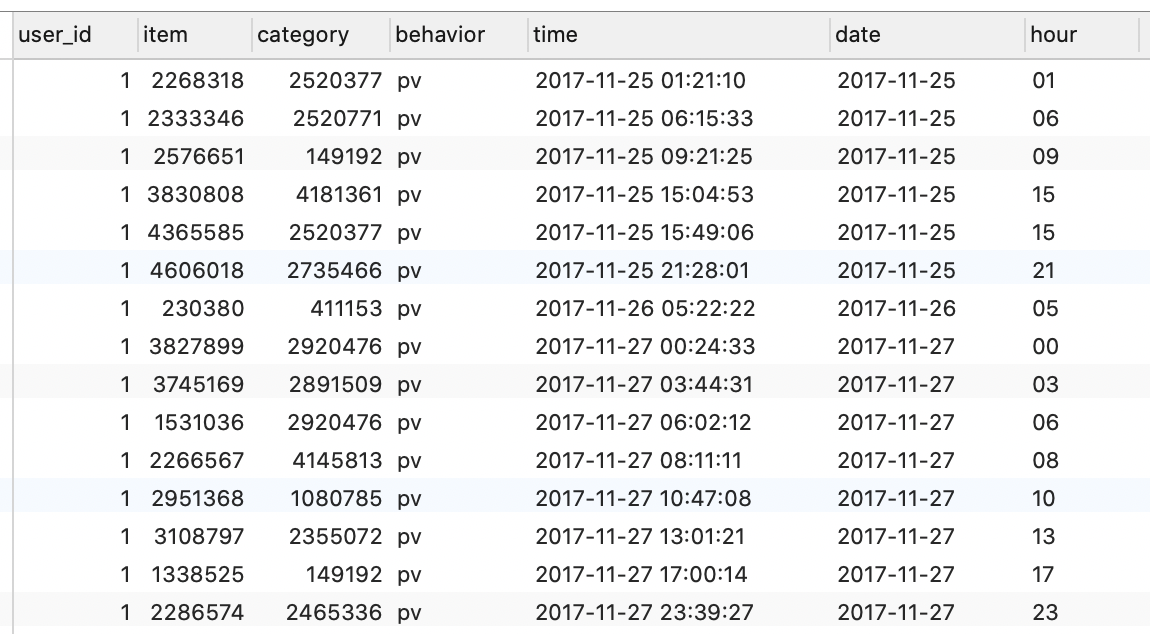 user_id item category behavior time date hour
1 2268318 2520377 pv 2017-11-25 01:21:10 2017-11-25 01
1 2333346 2520771 pv 2017-11-25 06:15:33 2017-11-25 06
1 2576651 149192 pv 2017-11-25 09:21:25 2017-11-25 09
1 3830808 4181361 pv 2017-11-25 15:04:53 2017-11-25 15
1 4365585 2520377 pv 2017-11-25 15:49:06 2017-11-25 15
1 4606018 2735466 pv 2017-11-25 21:28:01 2017-11-25 21
1 230380 411153 pv 2017-11-26 05:22:22 2017-11-26 05
1 3827899 2920476 pv 2017-11-27 00:24:33 2017-11-27 00
1 3745169 2891509 pv 2017-11-27 03:44:31 2017-11-27 03
1 1531036 2920476 pv 2017-11-27 06:02:12 2017-11-27 06
1 2266567 4145813 pv 2017-11-27 08:11:11 2017-11-27 08
1 2951368 1080785 pv 2017-11-27 10:47:08 2017-11-27 10
1 3108797 2355072 pv 2017-11-27 13:01:21 2017-11-27 13
1 1338525 149192 pv 2017-11-27 17:00:14 2017-11-27 17
1 2286574 2465336 pv 2017-11-27 23:39:27 2017-11-27 23